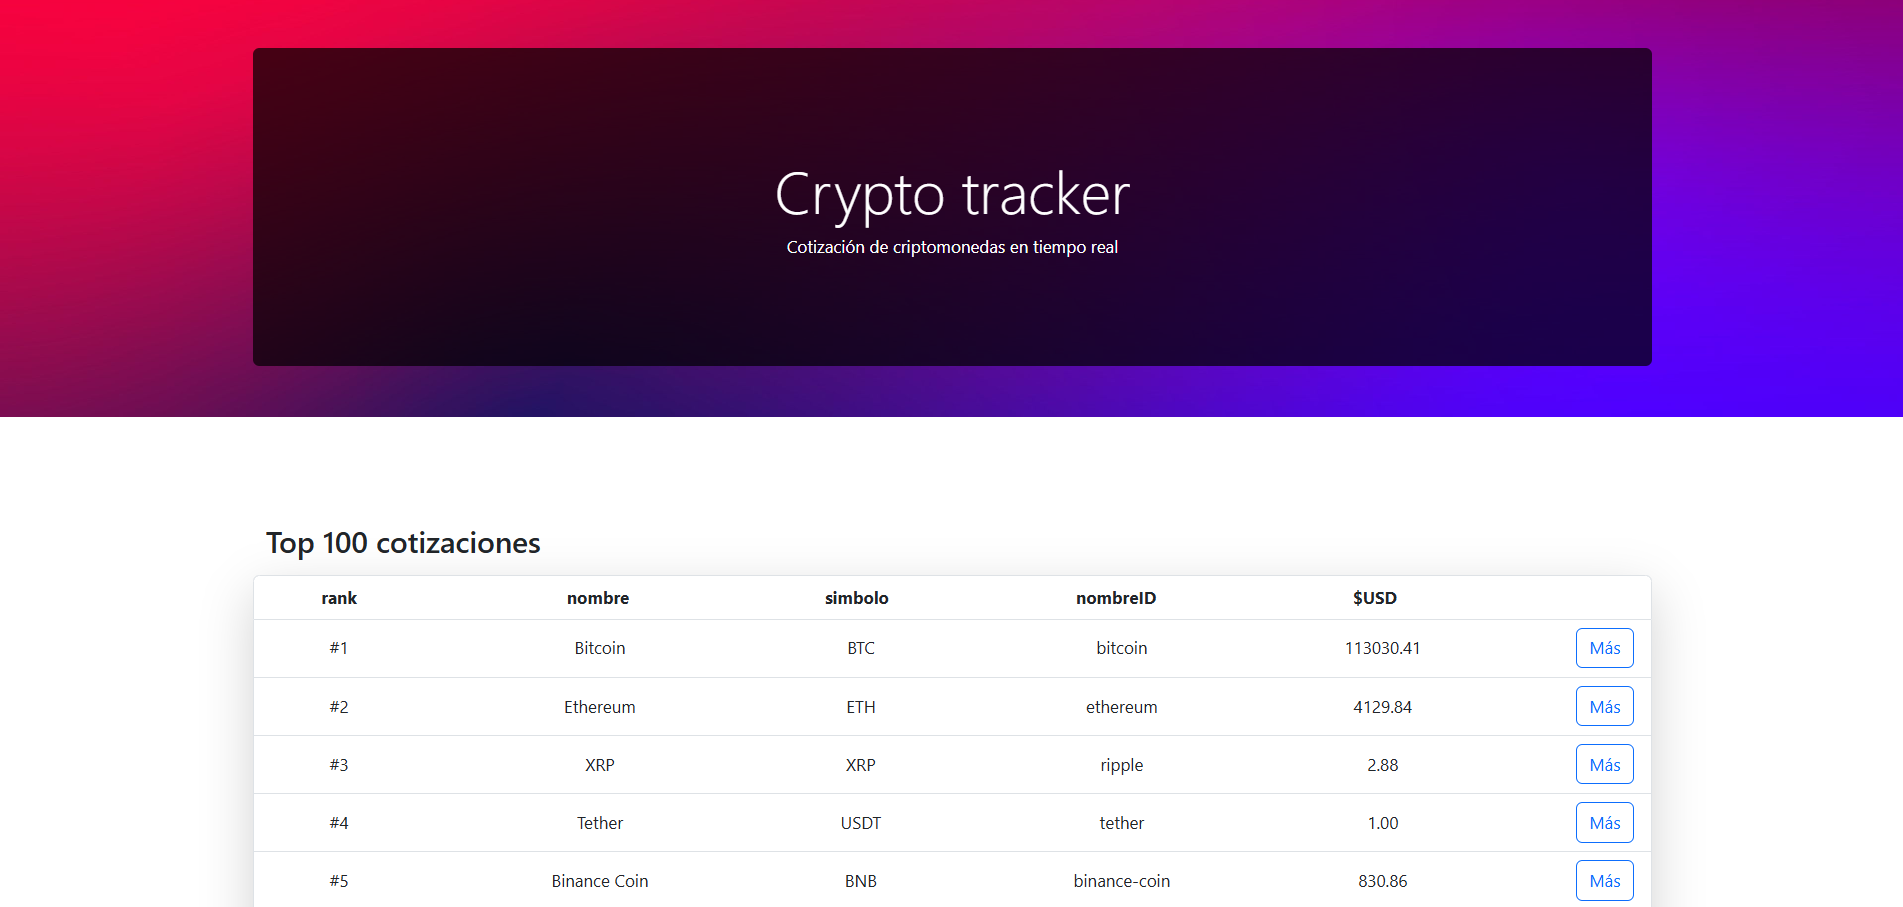 Crypto tracker
Cotización de criptomonedas en tiempo real
Top 100 cotizaciones
rank nombre simbolo nombreID $USD
#1 Bitcoin BTC bitcoin 113030.41 Más
#2 Ethereum ETH ethereum 4129.84 Más
#3 XRP XRP ripple 2.88 Más
#4 Tether USDT tether 1.00 Más
#5 Binance Coin BNB binance-coin 830.86 Más